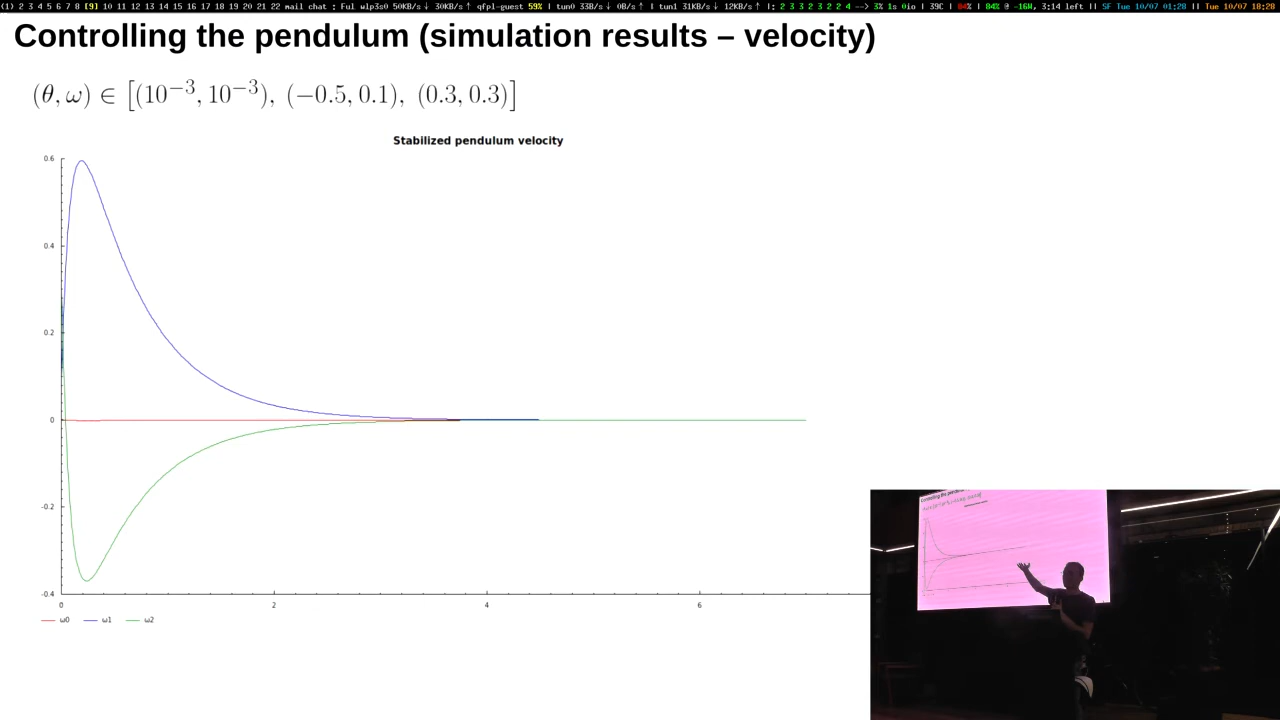 (1) 2 3 4 5 6 7 8 [9] 10 11 12 13 14 15 16 17 18 19 20 21 22 mail chat : Ful wlp3s0 50KB/s↓ 30KB/s↑ qfpl-guest 59% | tun0 33B/s↓ 0B/s↑ | tun1 31KB/s↓ 12KB/s↑ |: 2 3 3 2 3 2 2 4 --> 3% 1s 0io | 39C | | 84% @ -16W, 3:14 left || SF Tue 10/07 01:28 || Tue 10/07 18:28
Controlling the pendulum (simulation results – velocity)
(θ, ω) ∈ [(10⁻³, 10⁻³), (−0.5, 0.1), (0.3, 0.3)]
Stabilized pendulum velocity
0.6
0.4
0.2
0
-0.2
-0.4
0 2 4 6
ω0 ω1 ω2